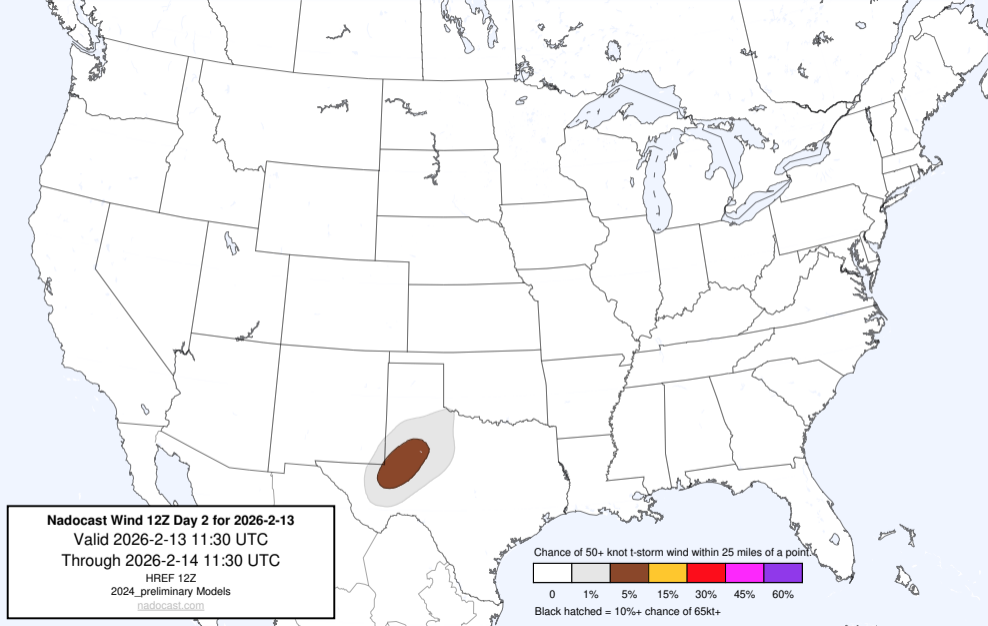 Nadocast Wind 12Z Day 2 for 2026-2-13
Valid 2026-2-13 11:30 UTC
Through 2026-2-14 11:30 UTC
HREF 12Z
2024_preliminary Models
nadocast.com
Chance of 50+ knot t-storm wind within 25 miles of a point.
0 1% 5% 15% 30% 45% 60%
Black hatched = 10%+ chance of 65kt+